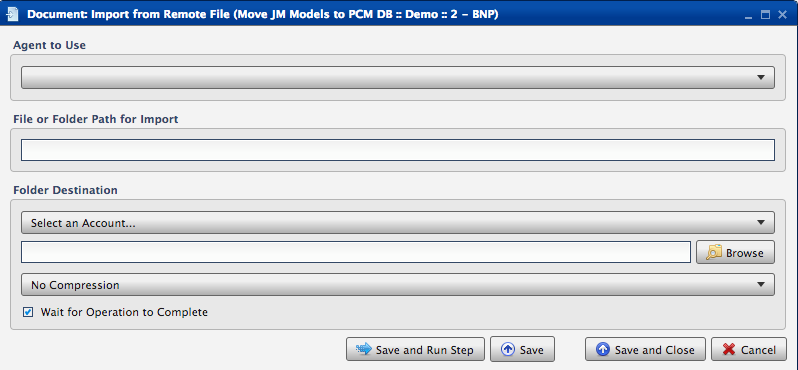 Document: Import from Remote File (Move JM Models to PCM DB :: Demo :: 2 - BNP)
Agent to Use
File or Folder Path for Import
Folder Destination
Select an Account...
Browse
No Compression
Wait for Operation to Complete
Save and Run Step Save Save and Close Cancel